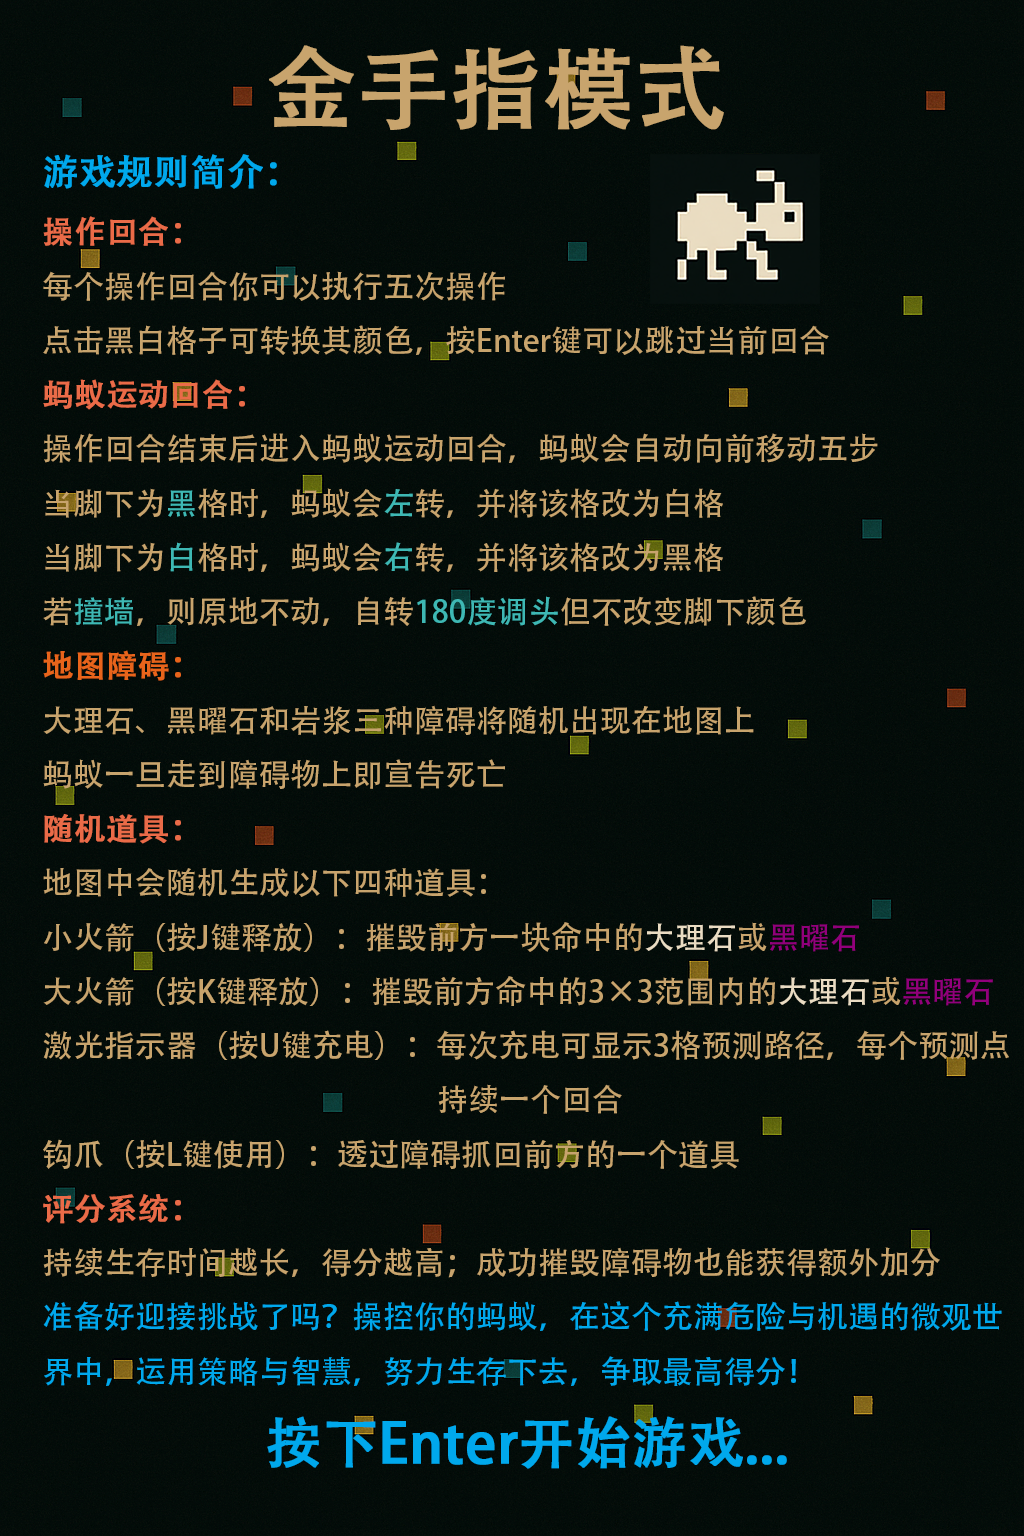 金手指模式
游戏规则简介：
操作回合：
每个操作回合你可以执行五次操作
点击黑白格子可转换其颜色，按Enter键可以跳过当前回合
蚂蚁运动回合：
操作回合结束后进入蚂蚁运动回合，蚂蚁会自动向前移动五步
当脚下为黑格时，蚂蚁会左转，并将该格改为白格
当脚下为白格时，蚂蚁会右转，并将该格改为黑格
若撞墙，则原地不动，自转180度调头但不改变脚下颜色
地图障碍：
大理石、黑曜石和岩浆三种障碍将随机出现在地图上
蚂蚁一旦走到障碍物上即宣告死亡
随机道具：
地图中会随机生成以下四种道具：
小火箭（按J键释放）：摧毁前方一块命中的大理石或黑曜石
大火箭（按K键释放）：摧毁前方命中的3×3范围内的大理石或黑曜石
激光指示器（按U键充电）：每次充电可显示3格预测路径，每个预测点
持续一个回合
钩爪（按L键使用）：透过障碍抓回前方的一个道具
评分系统：
持续生存时间越长，得分越高；成功摧毁障碍物也能获得额外加分
准备好迎接挑战了吗？操控你的蚂蚁，在这个充满危险与机遇的微观世
界中，运用策略与智慧，努力生存下去，争取最高得分！
按下Enter开始游戏...